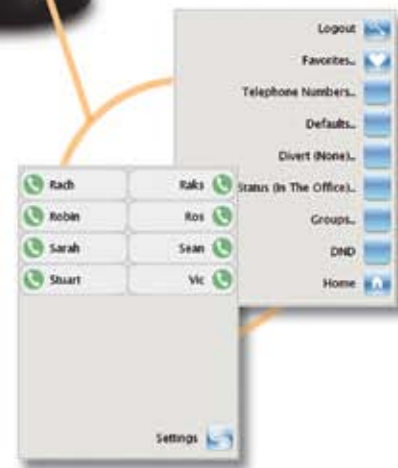 Logout
Favorites..
Telephone Numbers..
Defaults..
Divert (None)..
Status (In The Office)..
Groups..
DND
Home
Rach Raks
Robin Ros
Sarah Sean
Stuart Vic
Settings